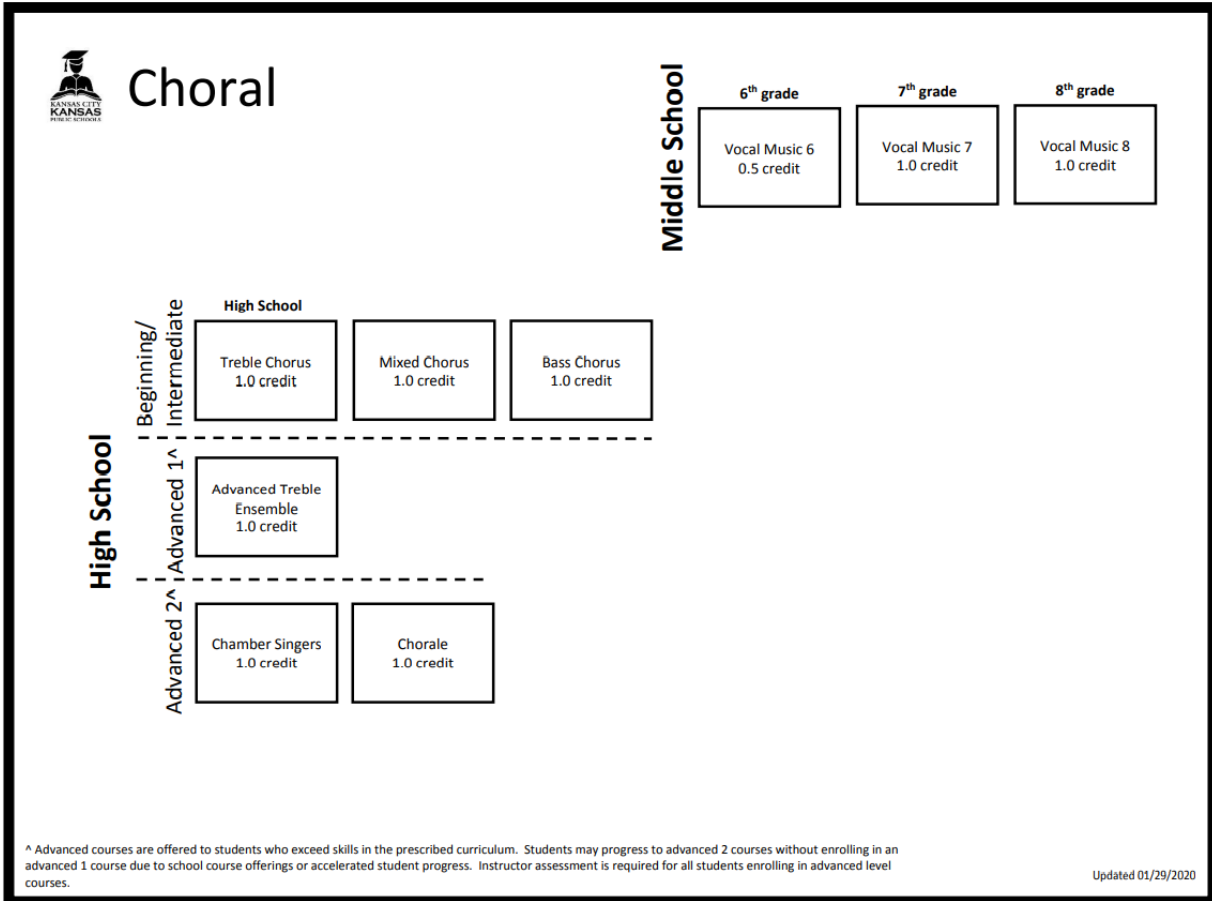 KANSAS CITY
KANSAS
PUBLIC SCHOOLS
Choral
Middle School
6th grade
7th grade
8th grade
Vocal Music 6
0.5 credit
Vocal Music 7
1.0 credit
Vocal Music 8
1.0 credit
High School
Beginning/
Intermediate
High School
Treble Chorus
1.0 credit
Mixed Chorus
1.0 credit
Bass Chorus
1.0 credit
Advanced 1^
Advanced Treble
Ensemble
1.0 credit
Advanced 2^
Chamber Singers
1.0 credit
Chorale
1.0 credit
^ Advanced courses are offered to students who exceed skills in the prescribed curriculum.  Students may progress to advanced 2 courses without enrolling in an
advanced 1 course due to school course offerings or accelerated student progress.  Instructor assessment is required for all students enrolling in advanced level
courses.
Updated 01/29/2020